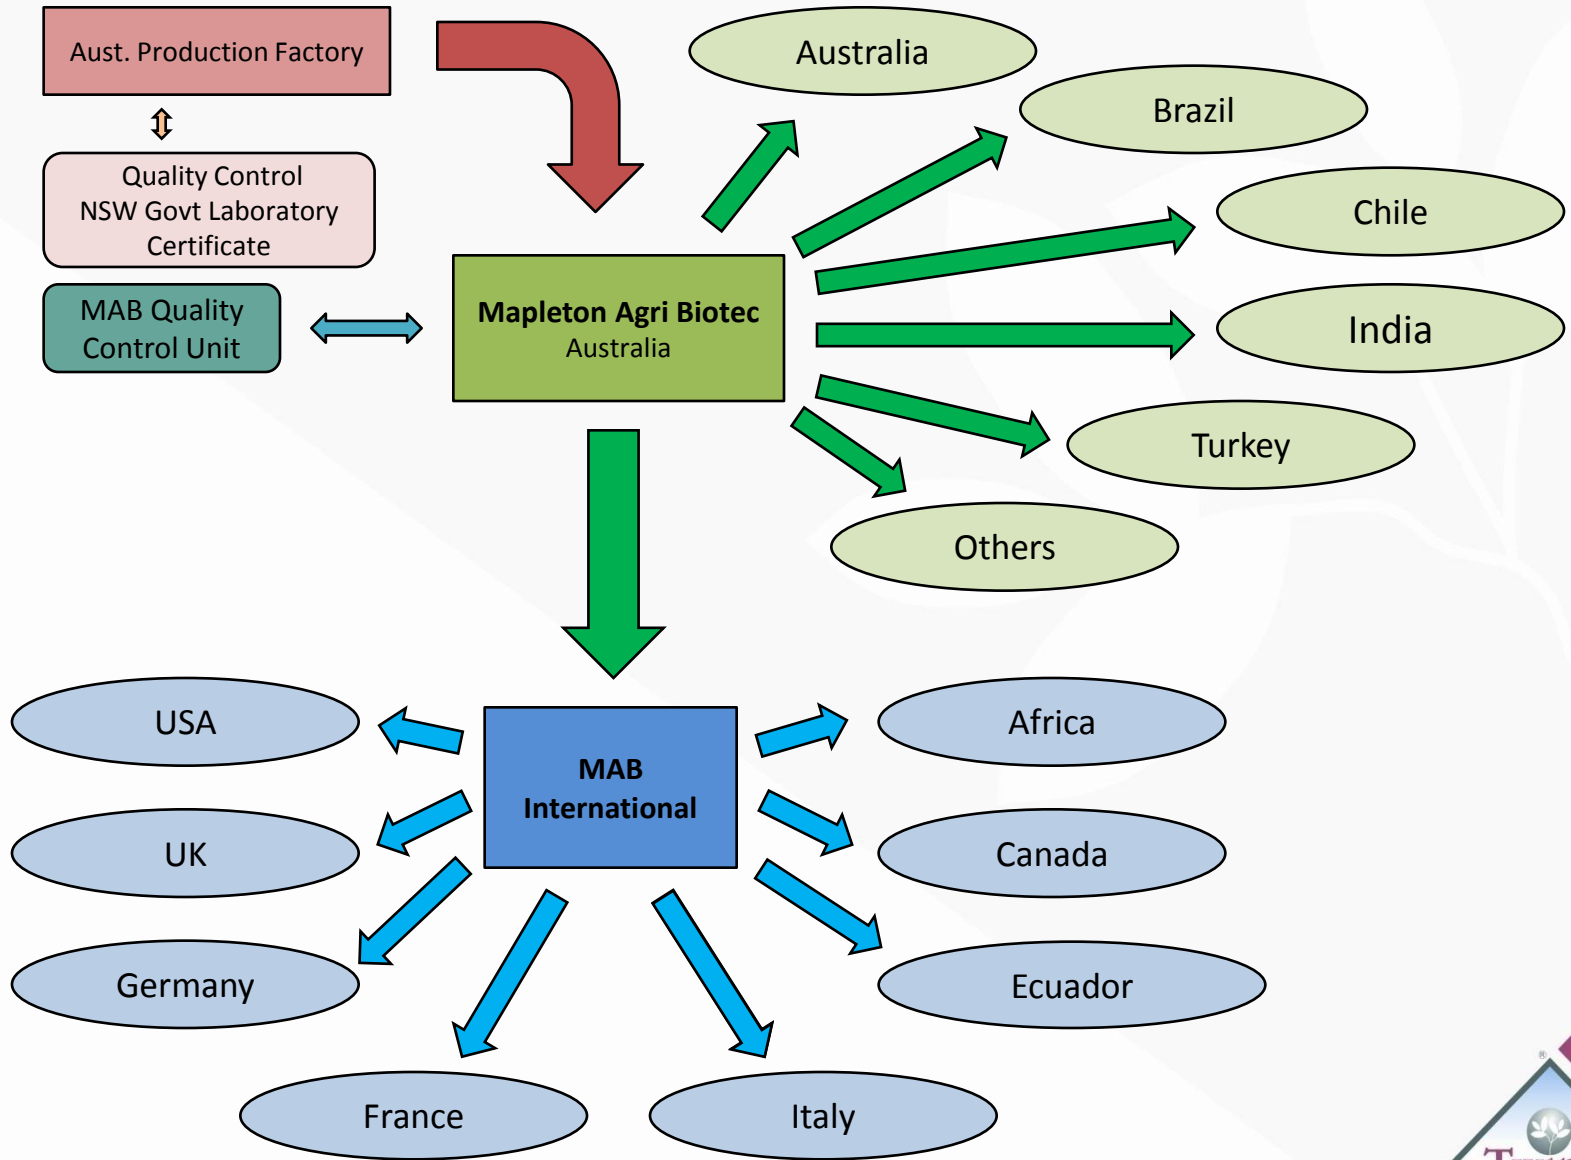 Aust. Production Factory
Quality Control
NSW Govt Laboratory
Certificate
MAB Quality
Control Unit
Mapleton Agri Biotec
Australia
Australia
Brazil
Chile
India
Turkey
Others
MAB
International
USA
UK
Germany
France
Italy
Africa
Canada
Ecuador
®